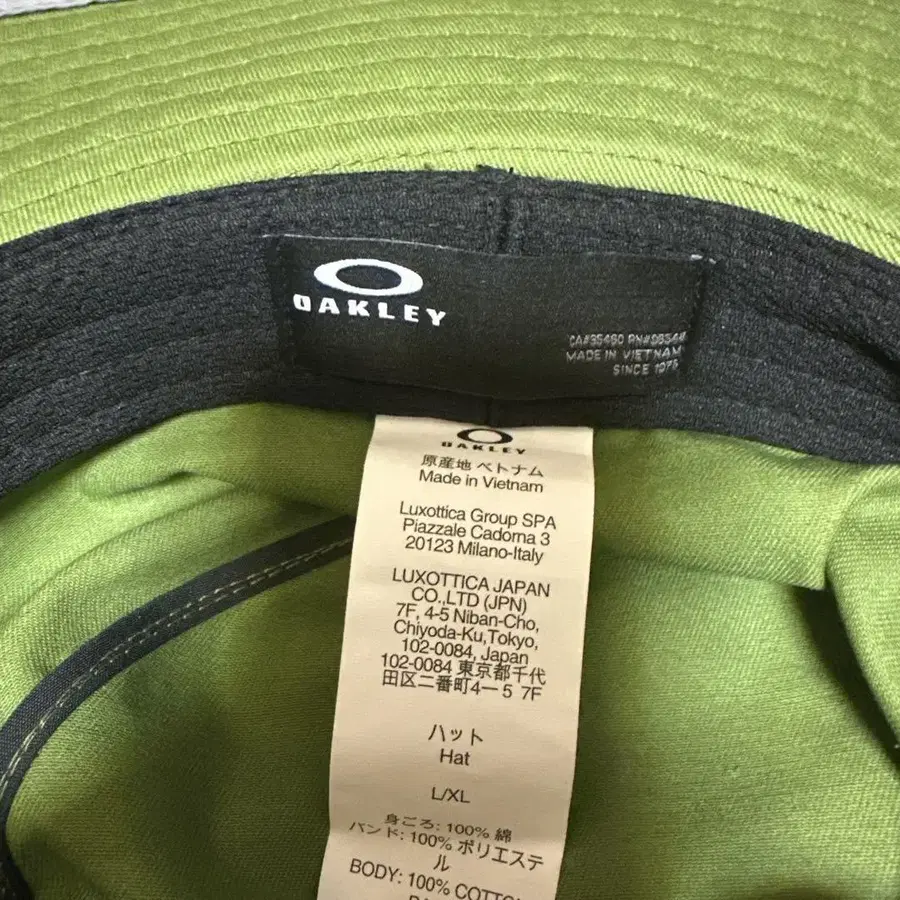 OAKLEY
MADE IN VIETNAM
SINCE 1975
OAKLEY
原産地 ベトナム
Made in Vietnam
Luxottica Group SPA
Piazzale Cadorna 3
20123 Milano-Italy
LUXOTTICA JAPAN
CO.,LTD (JPN)
7F, 4-5 Niban-Cho,
Chiyoda-Ku,Tokyo,
102-0084, Japan
102-0084 東京都千代
田区二番町4ー5 7F
ハット
Hat
L/XL
身ごろ: 100% 綿
バンド: 100% ポリエステ
ル
BODY: 100% COTTON